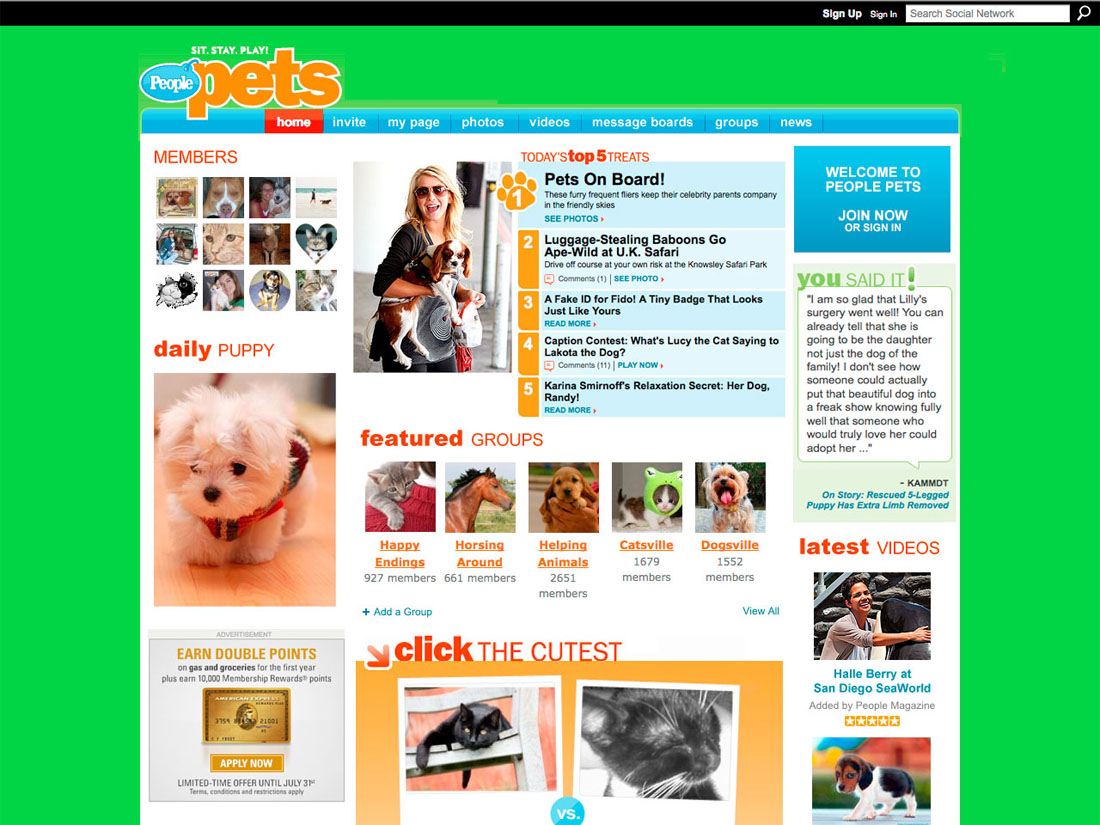 Sign Up
Sign In
Search Social Network
SIT. STAY. PLAY!
People
pets
home
invite
my page
photos
videos
message boards
groups
news
MEMBERS
daily PUPPY
ADVERTISEMENT
EARN DOUBLE POINTS
on gas and groceries for the first year
plus earn 10,000 Membership Rewards® points
AMERICAN EXPRESS
C F FROST
APPLY NOW
LIMITED-TIME OFFER UNTIL JULY 31st
Terms, conditions and restrictions apply
TODAY'S top 5 TREATS
1
Pets On Board!
These furry frequent fliers keep their celebrity parents company
in the friendly skies
SEE PHOTOS ›
2
Luggage-Stealing Baboons Go
Ape-Wild at U.K. Safari
Drive off course at your own risk at the Knowsley Safari Park
Comments (1) | SEE PHOTO ›
3
A Fake ID for Fido! A Tiny Badge That Looks
Just Like Yours
READ MORE ›
4
Caption Contest: What's Lucy the Cat Saying to
Lakota the Dog?
Comments (11) | PLAY NOW ›
5
Karina Smirnoff's Relaxation Secret: Her Dog,
Randy!
READ MORE ›
featured GROUPS
Happy
Endings
927 members
Horsing
Around
661 members
Helping
Animals
2651
members
Catsville
1679
members
Dogsville
1552
members
+ Add a Group
View All
click THE CUTEST
vs.
WELCOME TO
PEOPLE PETS
JOIN NOW
OR SIGN IN
you SAID IT!
"I am so glad that Lilly's
surgery went well! You can
already tell that she is
going to be the daughter
not just the dog of the
family! I don't see how
someone could actually
put that beautiful dog into
a freak show knowing fully
well that someone who
would truly love her could
adopt her ..."
- KAMMDT
On Story: Rescued 5-Legged
Puppy Has Extra Limb Removed
latest VIDEOS
Halle Berry at
San Diego SeaWorld
Added by People Magazine